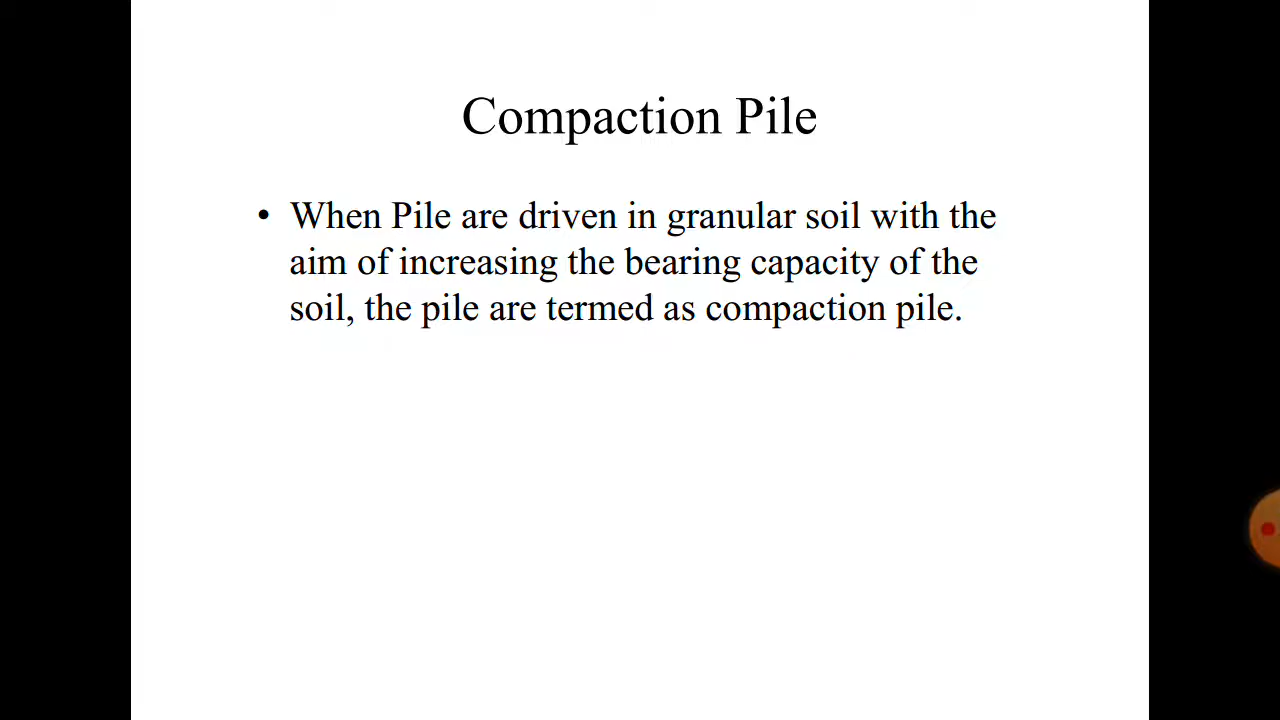 Compaction Pile
• When Pile are driven in granular soil with the
aim of increasing the bearing capacity of the
soil, the pile are termed as compaction pile.